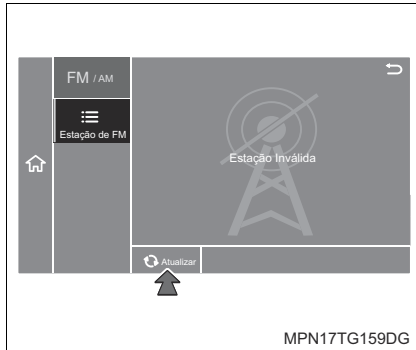 FM / AM
Estação de FM
Estação Inválida
Atualizar
MPN17TG159DG